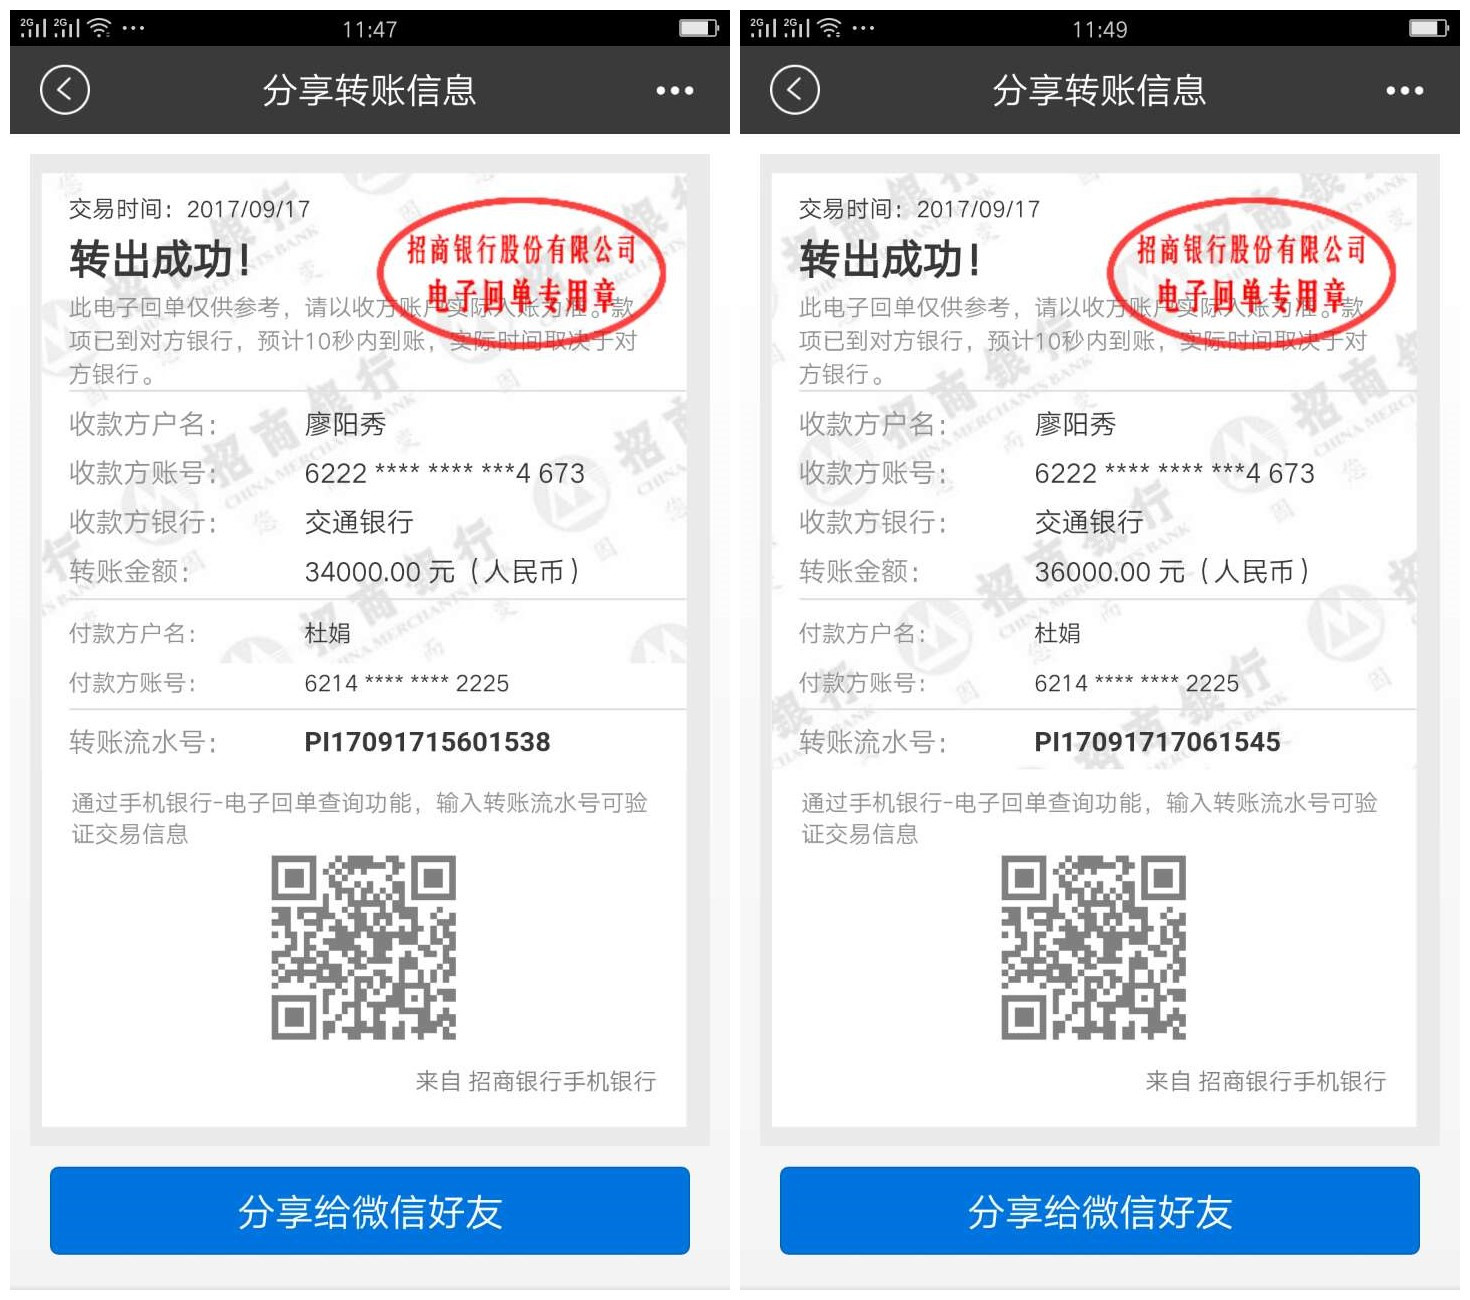 2G 2G 11:47
分享转账信息
交易时间：2017/09/17
转出成功！
招商银行股份有限公司
电子回单专用章
此电子回单仅供参考，请以收方账户实际入账为准。款
项已到对方银行，预计10秒内到账，实际时间取决于对
方银行。
收款方户名： 廖阳秀
收款方账号： 6222 **** **** ***4 673
收款方银行： 交通银行
转账金额： 34000.00 元（人民币）
付款方户名： 杜娟
付款方账号： 6214 **** **** 2225
转账流水号： PI17091715601538
通过手机银行-电子回单查询功能，输入转账流水号可验
证交易信息
来自 招商银行手机银行
分享给微信好友
2G 2G 11:49
分享转账信息
交易时间：2017/09/17
转出成功！
招商银行股份有限公司
电子回单专用章
此电子回单仅供参考，请以收方账户实际入账为准。款
项已到对方银行，预计10秒内到账，实际时间取决于对
方银行。
收款方户名： 廖阳秀
收款方账号： 6222 **** **** ***4 673
收款方银行： 交通银行
转账金额： 36000.00 元（人民币）
付款方户名： 杜娟
付款方账号： 6214 **** **** 2225
转账流水号： PI17091717061545
通过手机银行-电子回单查询功能，输入转账流水号可验
证交易信息
来自 招商银行手机银行
分享给微信好友